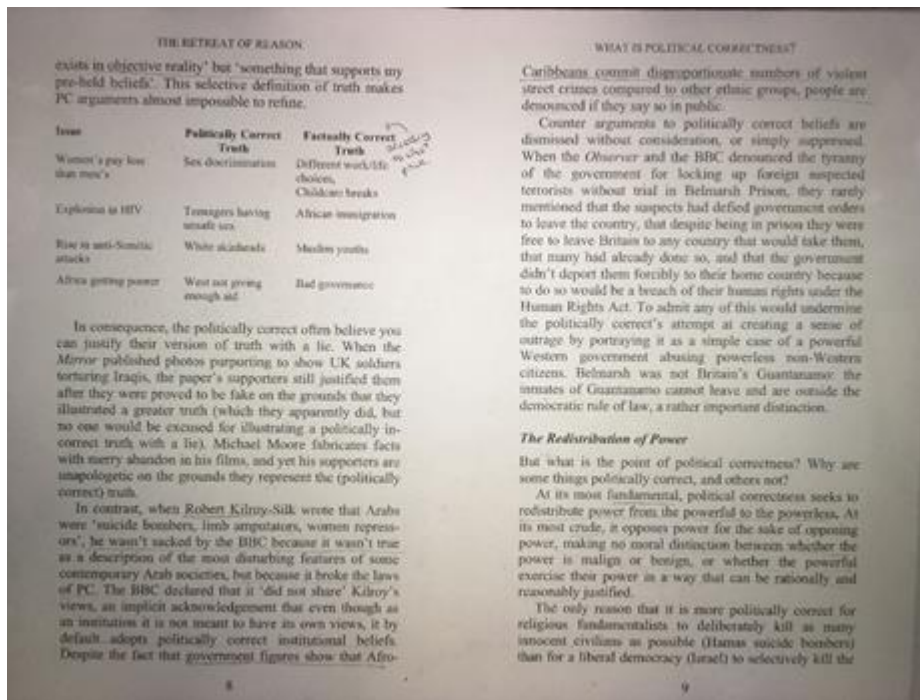 THE RETREAT OF REASON
exists in objective reality' but 'something that supports my
pre-held beliefs'. This selective definition of truth makes
PC arguments almost impossible to refute.
Issue Politically Correct Truth Factually Correct Truth
Women's pay less than men's Sex discrimination Different work/life choices, Childcare breaks
Explosion in HIV Teenagers having unsafe sex African immigration
Rise in anti-Semitic attacks White skinheads Muslim youths
Africa getting poorer West not giving enough aid Bad governance
In consequence, the politically correct often believe you
can justify their version of truth with a lie. When the
Mirror published photos purporting to show UK soldiers
torturing Iraqis, the paper's supporters still justified them
after they were proved to be fake on the grounds that they
illustrated a greater truth (which they apparently did, but
no one would be excused for illustrating a politically in-
correct truth with a lie). Michael Moore fabricates facts
with merry abandon in his films, and yet his supporters are
unapologetic on the grounds they represent the (politically
correct) truth.
In contrast, when Robert Kilroy-Silk wrote that Arabs
were 'suicide bombers, limb amputators, women repress-
ors', he wasn't sacked by the BBC because it wasn't true
as a description of the most disturbing features of some
contemporary Arab societies, but because it broke the laws
of PC. The BBC declared that it 'did not share' Kilroy's
views, an implicit acknowledgement that even though as
an institution it is not meant to have its own views, it by
default adopts politically correct institutional beliefs.
Despite the fact that government figures show that Afro-
8
WHAT IS POLITICAL CORRECTNESS?
Caribbeans commit disproportionate numbers of violent
street crimes compared to other ethnic groups, people are
denounced if they say so in public.
Counter arguments to politically correct beliefs are
dismissed without consideration, or simply suppressed.
When the Observer and the BBC denounced the tyranny
of the government for locking up foreign suspected
terrorists without trial in Belmarsh Prison, they rarely
mentioned that the suspects had defied government orders
to leave the country, that despite being in prison they were
free to leave Britain to any country that would take them,
that many had already done so, and that the government
didn't deport them forcibly to their home country because
to do so would be a breach of their human rights under the
Human Rights Act. To admit any of this would undermine
the politically correct's attempt at creating a sense of
outrage by portraying it as a simple case of a powerful
Western government abusing powerless non-Western
citizens. Belmarsh was not Britain's Guantanamo: the
inmates of Guantanamo cannot leave and are outside the
democratic rule of law, a rather important distinction.
The Redistribution of Power
But what is the point of political correctness? Why are
some things politically correct, and others not?
At its most fundamental, political correctness seeks to
redistribute power from the powerful to the powerless. At
its most crude, it opposes power for the sake of opposing
power, making no moral distinction between whether the
power is malign or benign, or whether the powerful
exercise their power in a way that can be rationally and
reasonably justified.
The only reason that it is more politically correct for
religious fundamentalists to deliberately kill as many
innocent civilians as possible (Hamas suicide bombers)
than for a liberal democracy (Israel) to selectively kill the
9